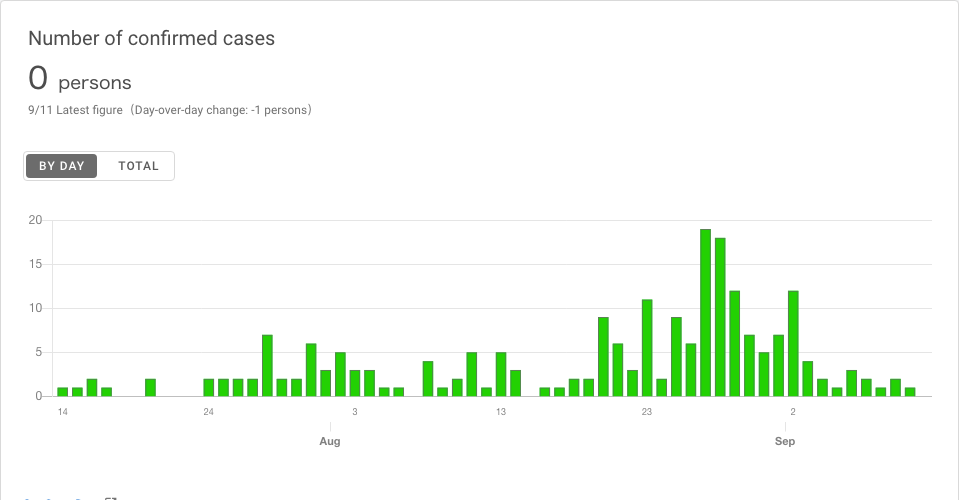 Number of confirmed cases
0 persons
9/11 Latest figure（Day-over-day change: -1 persons）
BY DAY TOTAL
20
15
10
5
0
14 24 3 13 23 2
Aug Sep